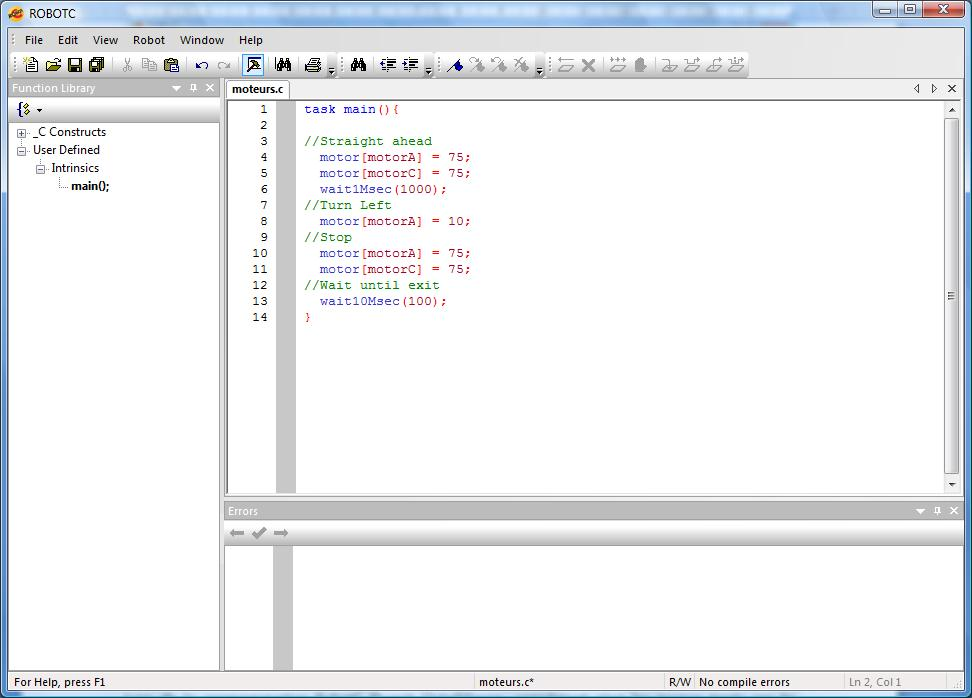 ROBOTC
File Edit View Robot Window Help
Function Library
moteurs.c
_C Constructs
User Defined
Intrinsics
main();
1 task main(){
2
3 //Straight ahead
4 motor[motorA] = 75;
5 motor[motorC] = 75;
6 wait1Msec(1000);
7 //Turn Left
8 motor[motorA] = 10;
9 //Stop
10 motor[motorA] = 75;
11 motor[motorC] = 75;
12 //Wait until exit
13 wait10Msec(100);
14 }
Errors
For Help, press F1 moteurs.c* R/W No compile errors Ln 2, Col 1